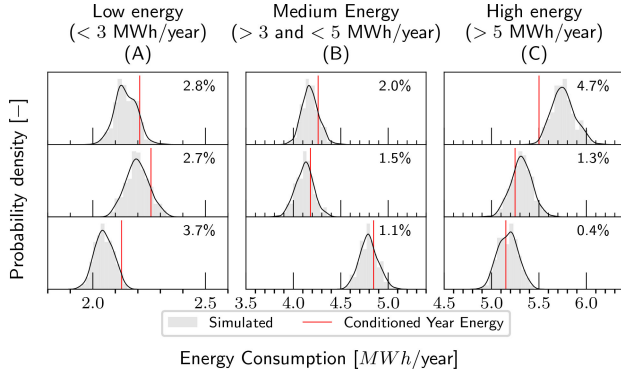 Low energy
(< 3 MWh/year)
(A)
Medium Energy
(> 3 and < 5 MWh/year)
(B)
High energy
(> 5 MWh/year)
(C)
Probability density [−]
2.8%
2.0%
4.7%
2.7%
1.5%
1.3%
3.7%
1.1%
0.4%
2.0 2.6 3.5 4.0 4.5 5.0 4.5 5.0 5.5 6.0
Simulated Conditioned Year Energy
Energy Consumption [MWh/year]